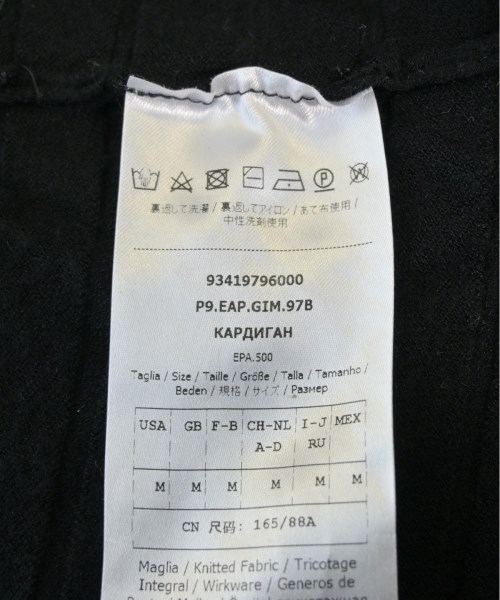 裏返して洗濯 / 裏返してアイロン / あて布使用 /
中性洗剤使用
93419796000
P9.EAP.GIM.97B
КАРДИГАН
EPA.500
Taglia / Size / Taille / Größe / Talla / Tamanho /
Beden / 規格 / サイズ / Размер
USA GB F-B CH-NL I-J MEX
A-D RU
M M M M M M
CN 尺码: 165/88A
Maglia / Knitted Fabric / Tricotage
Integral / Wirkware / Generos de